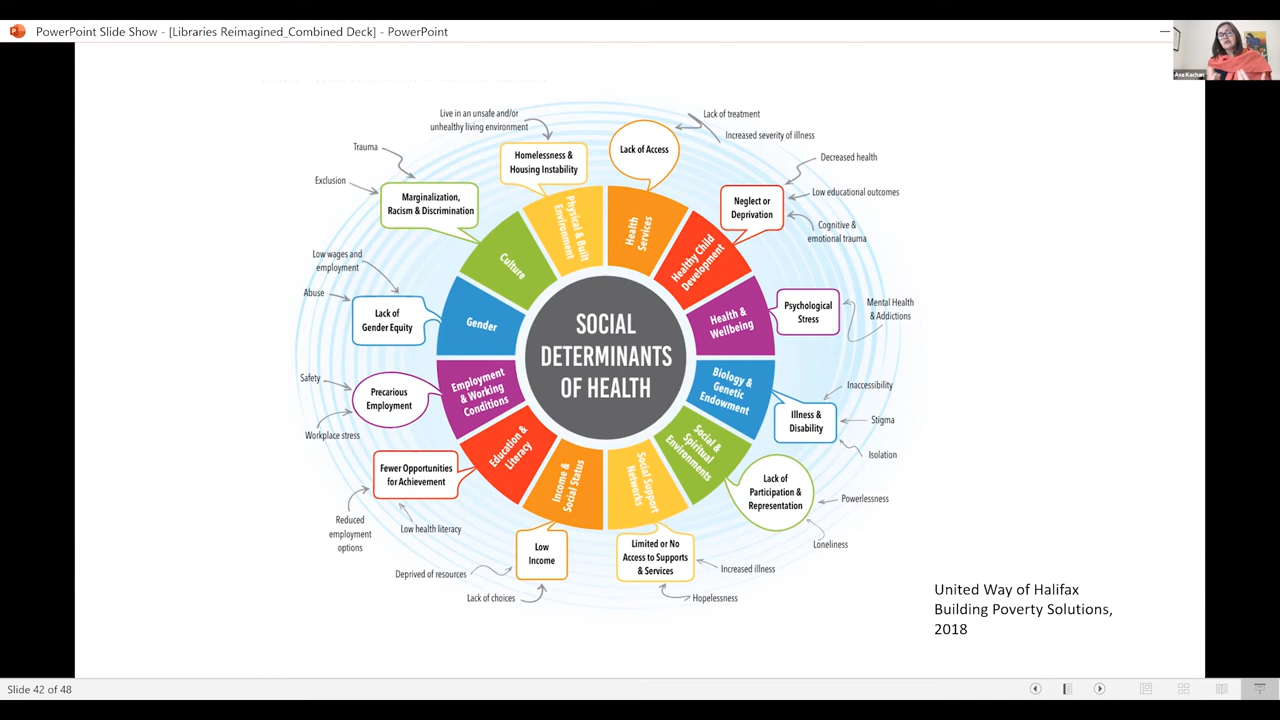 PowerPoint Slide Show - [Libraries Reimagined_Combined Deck] - PowerPoint
Asa Kachan
Live in an unsafe and/or
unhealthy living environment
Homelessness &
Housing Instability
Lack of Access
Lack of treatment
Increased severity of illness
Trauma
Exclusion
Marginalization,
Racism & Discrimination
Neglect or
Deprivation
Decreased health
Low educational outcomes
Cognitive &
emotional trauma
Physical & Built
Environment
Health
Services
Culture
Healthy Child
Development
Low wages and
employment
Abuse
Lack of
Gender Equity
Gender
Health &
Wellbeing
Psychological
Stress
Mental Health
& Addictions
SOCIAL
DETERMINANTS
OF HEALTH
Safety
Workplace stress
Precarious
Employment
Employment
& Working
Conditions
Biology &
Genetic
Endowment
Illness &
Disability
Inaccessibility
Stigma
Isolation
Fewer Opportunities
for Achievement
Education &
Literacy
Income &
Social Status
Social Support
Networks
Social &
Spiritual
Environments
Lack of
Participation &
Representation
Powerlessness
Loneliness
Reduced
employment
options
Low health literacy
Low
Income
Deprived of resources
Lack of choices
Limited or No
Access to Supports
& Services
Increased illness
Hopelessness
United Way of Halifax
Building Poverty Solutions,
2018
Slide 42 of 48